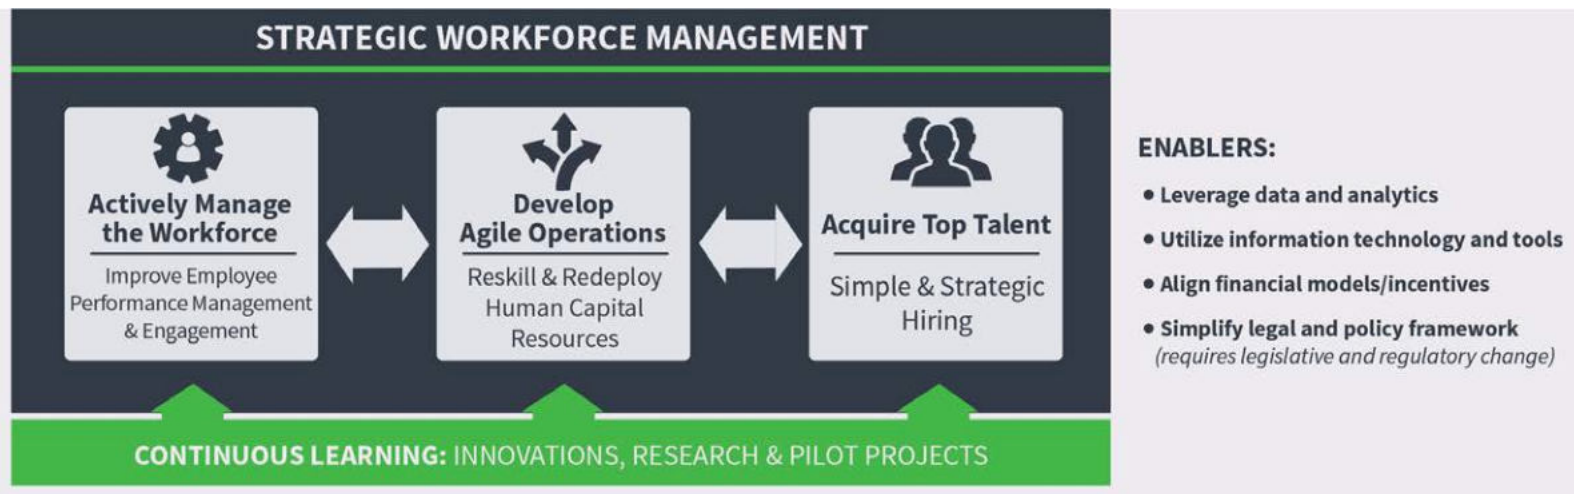 STRATEGIC WORKFORCE MANAGEMENT
Actively Manage
the Workforce
Improve Employee
Performance Management
& Engagement
Develop
Agile Operations
Reskill & Redeploy
Human Capital
Resources
Acquire Top Talent
Simple & Strategic
Hiring
CONTINUOUS LEARNING: INNOVATIONS, RESEARCH & PILOT PROJECTS
ENABLERS:
• Leverage data and analytics
• Utilize information technology and tools
• Align financial models/incentives
• Simplify legal and policy framework
(requires legislative and regulatory change)